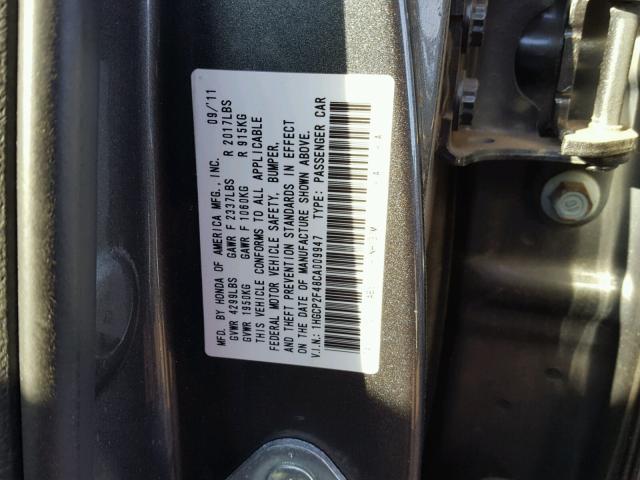 MFD. BY HONDA OF AMERICA MFG., INC. 09/'11
GVWR 4299LBS GAWR F 2337LBS R 2017LBS
GVWR 1950KG GAWR F 1060KG R 915KG
THIS VEHICLE CONFORMS TO ALL APPLICABLE
FEDERAL MOTOR VEHICLE SAFETY, BUMPER,
AND THEFT PREVENTION STANDARDS IN EFFECT
ON THE DATE OF MANUFACTURE SHOWN ABOVE.
V.I.N.: 1HGCP2F48CA009947 TYPE: PASSENGER CAR